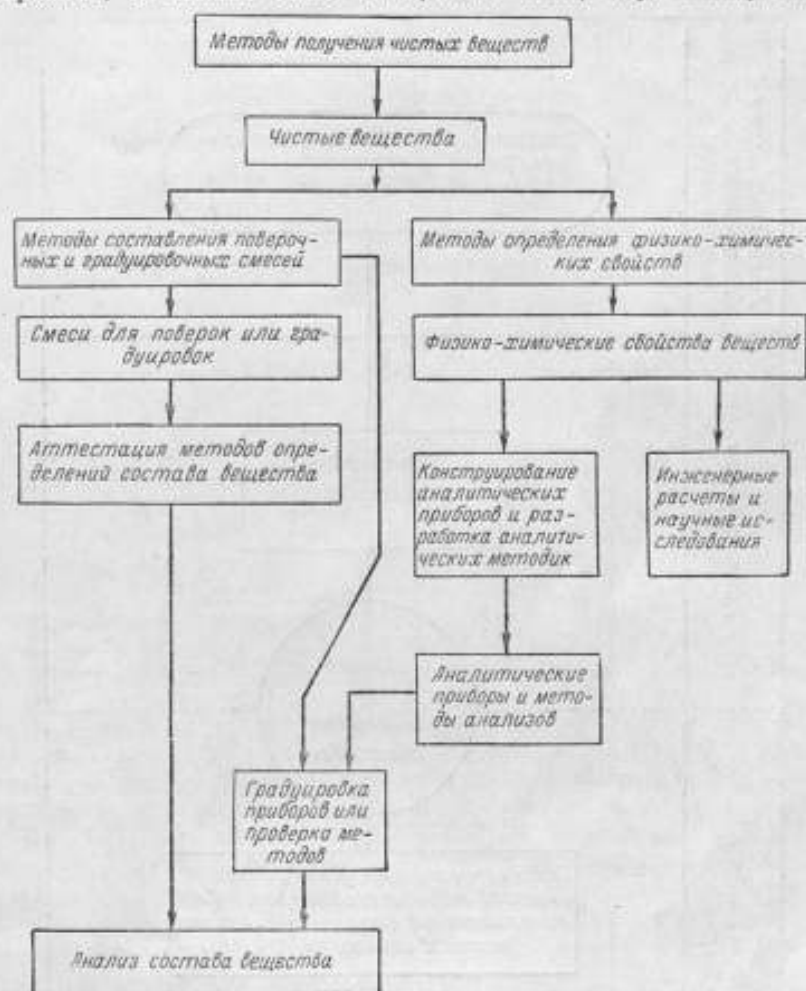 Методы получения чистых веществ
Чистые вещества
Методы составления повероч-
ных и градуировочных смесей
Методы определения физико-химичес-
ких свойств
Смеси для поверок или гра-
дуировок
Физико-химические свойства веществ
Аттестация методов опре-
делений состава вещества
Конструирование
аналитических
приборов и раз-
работка аналити-
ческих методик
Инженерные
расчеты и
научные ис-
следования
Аналитические
приборы и мето-
ды анализов
Градуировка
приборов или
проверка ме-
тодов
Анализ состава вещества